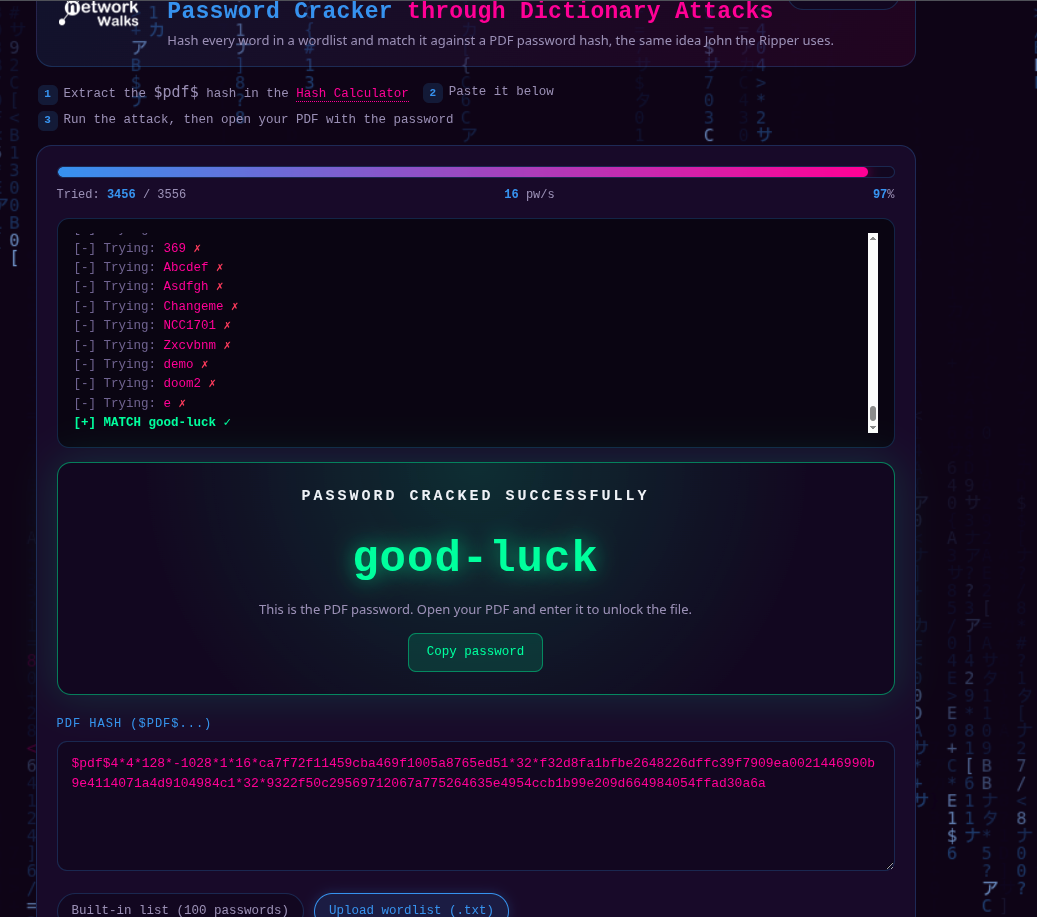 network
Walks
Password Cracker through Dictionary Attacks
Hash every word in a wordlist and match it against a PDF password hash, the same idea John the Ripper uses.
1 Extract the $pdf$ hash in the Hash Calculator 2 Paste it below
3 Run the attack, then open your PDF with the password
Tried: 3456 / 3556 16 pw/s 97%
[-] Trying: 369 ✗
[-] Trying: Abcdef ✗
[-] Trying: Asdfgh ✗
[-] Trying: Changeme ✗
[-] Trying: NCC1701 ✗
[-] Trying: Zxcvbnm ✗
[-] Trying: demo ✗
[-] Trying: doom2 ✗
[-] Trying: e ✗
[+] MATCH good-luck ✓
PASSWORD CRACKED SUCCESSFULLY
good-luck
This is the PDF password. Open your PDF and enter it to unlock the file.
Copy password
PDF HASH ($PDF$...)
$pdf$4*4*128*-1028*1*16*ca7f72f11459cba469f1005a8765ed51*32*f32d8fa1bfbe2648226dffc39f7909ea0021446990b
9e4114071a4d9104984c1*32*9322f50c29569712067a775264635e4954ccb1b99e209d664984054ffad30a6a
Built-in list (100 passwords) Upload wordlist (.txt)